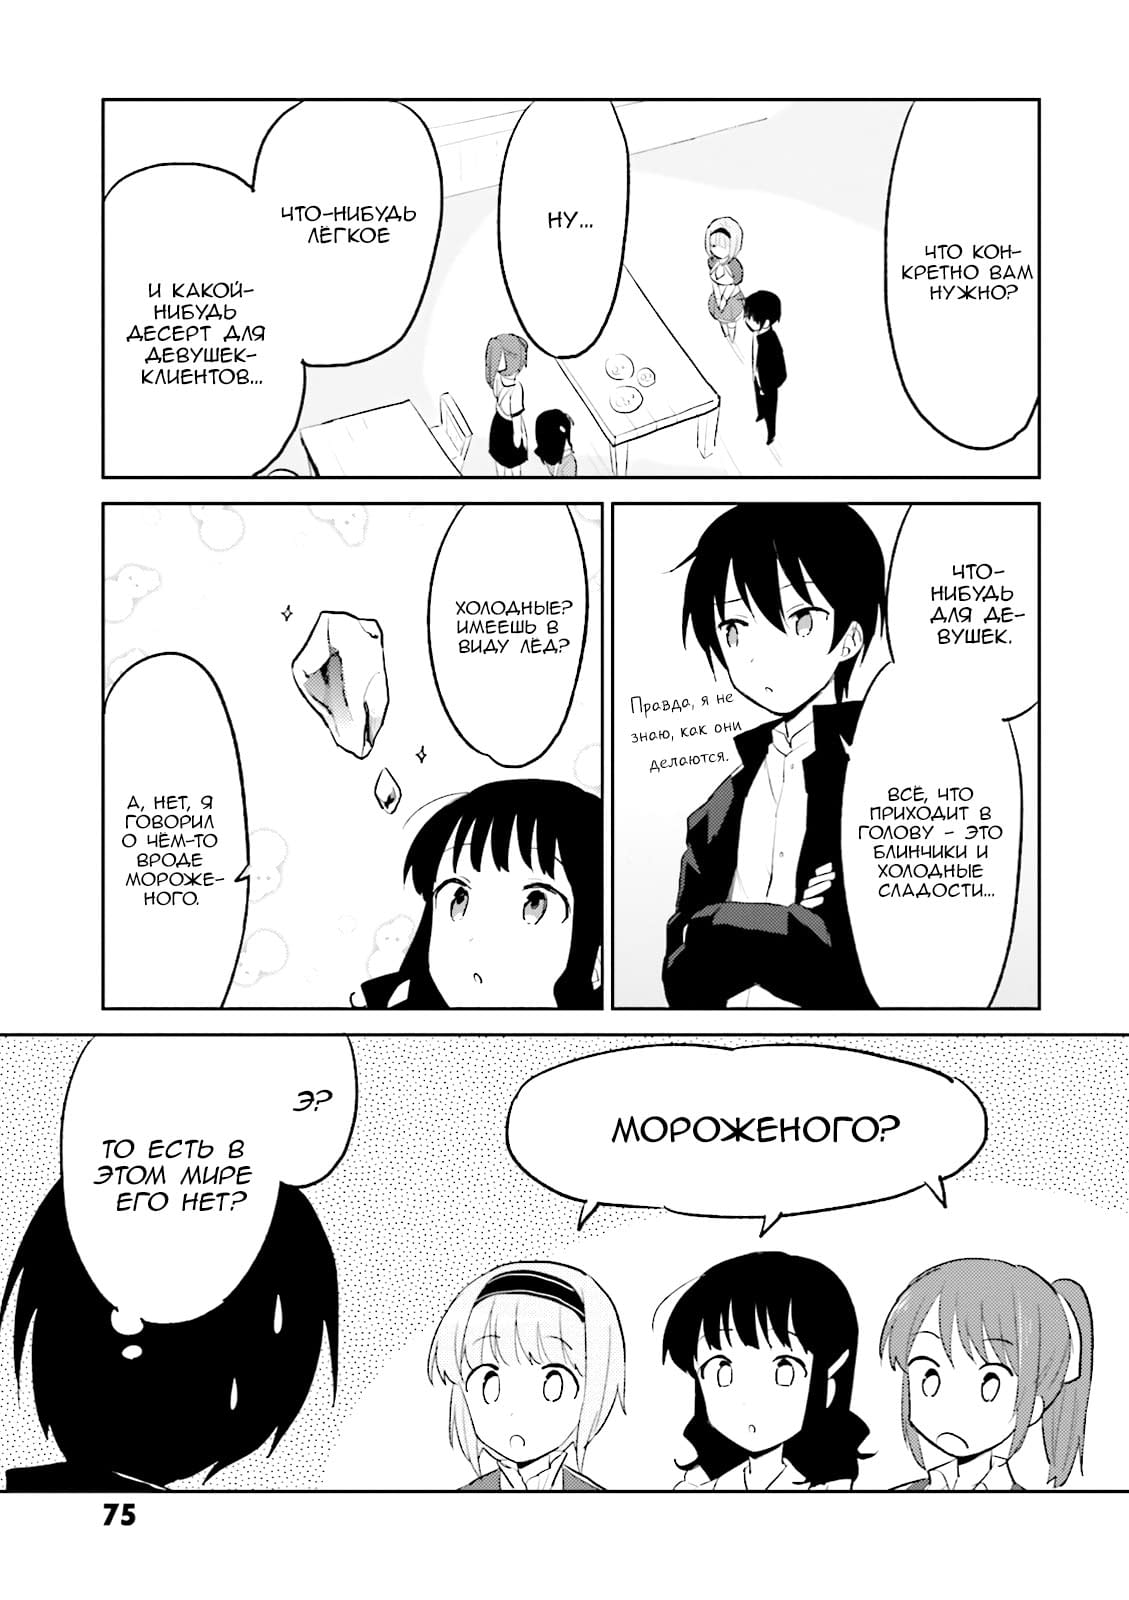 ЧТО КОН-
КРЕТНО ВАМ
НУЖНО?
НУ...
ЧТО-НИБУДЬ
ЛЁГКОЕ
И КАКОЙ-
НИБУДЬ
ДЕСЕРТ ДЛЯ
ДЕВУШЕК-
КЛИЕНТОВ...
ЧТО-
НИБУДЬ
ДЛЯ ДЕ-
ВУШЕК.
Правда, я не
знаю, как они
делаются.
ВСЁ, ЧТО
ПРИХОДИТ В
ГОЛОВУ - ЭТО
БЛИНЧИКИ И
ХОЛОДНЫЕ
СЛАДОСТИ...
ХОЛОДНЫЕ?
ИМЕЕШЬ В
ВИДУ ЛЁД?
А, НЕТ, Я
ГОВОРИЛ
О ЧЁМ-ТО
ВРОДЕ
МОРОЖЕ-
НОГО.
МОРОЖЕНОГО?
Э?
ТО ЕСТЬ В
ЭТОМ МИРЕ
ЕГО НЕТ?
75